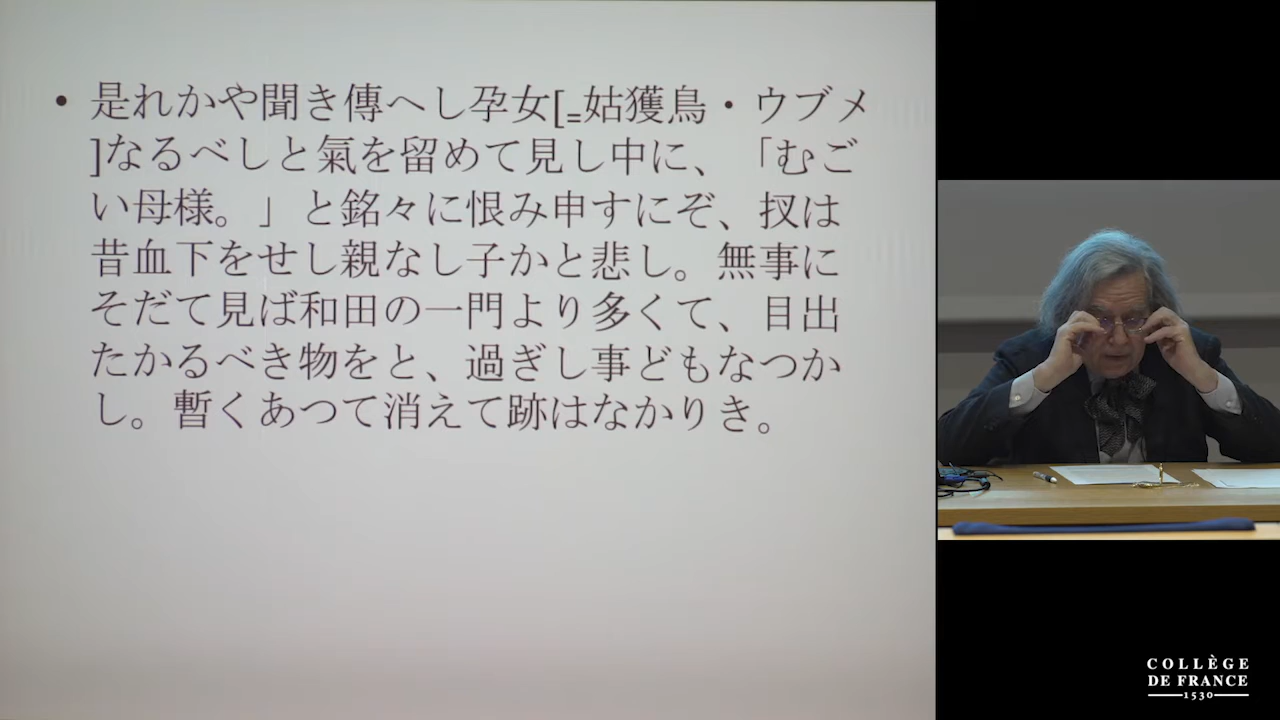 • 是れかや聞き傳へし孕女[=姑獲鳥・ウブメ
]なるべしと氣を留めて見し中に、「むご
い母様。」と銘々に恨み申すにぞ、扨は
昔血下をせし親なし子かと悲し。無事に
そだて見ば和田の一門より多くて、目出
たかるべき物をと、過ぎし事どもなつか
し。暫くあつて消えて跡はなかりき。
COLLÈGE
DE FRANCE
1530